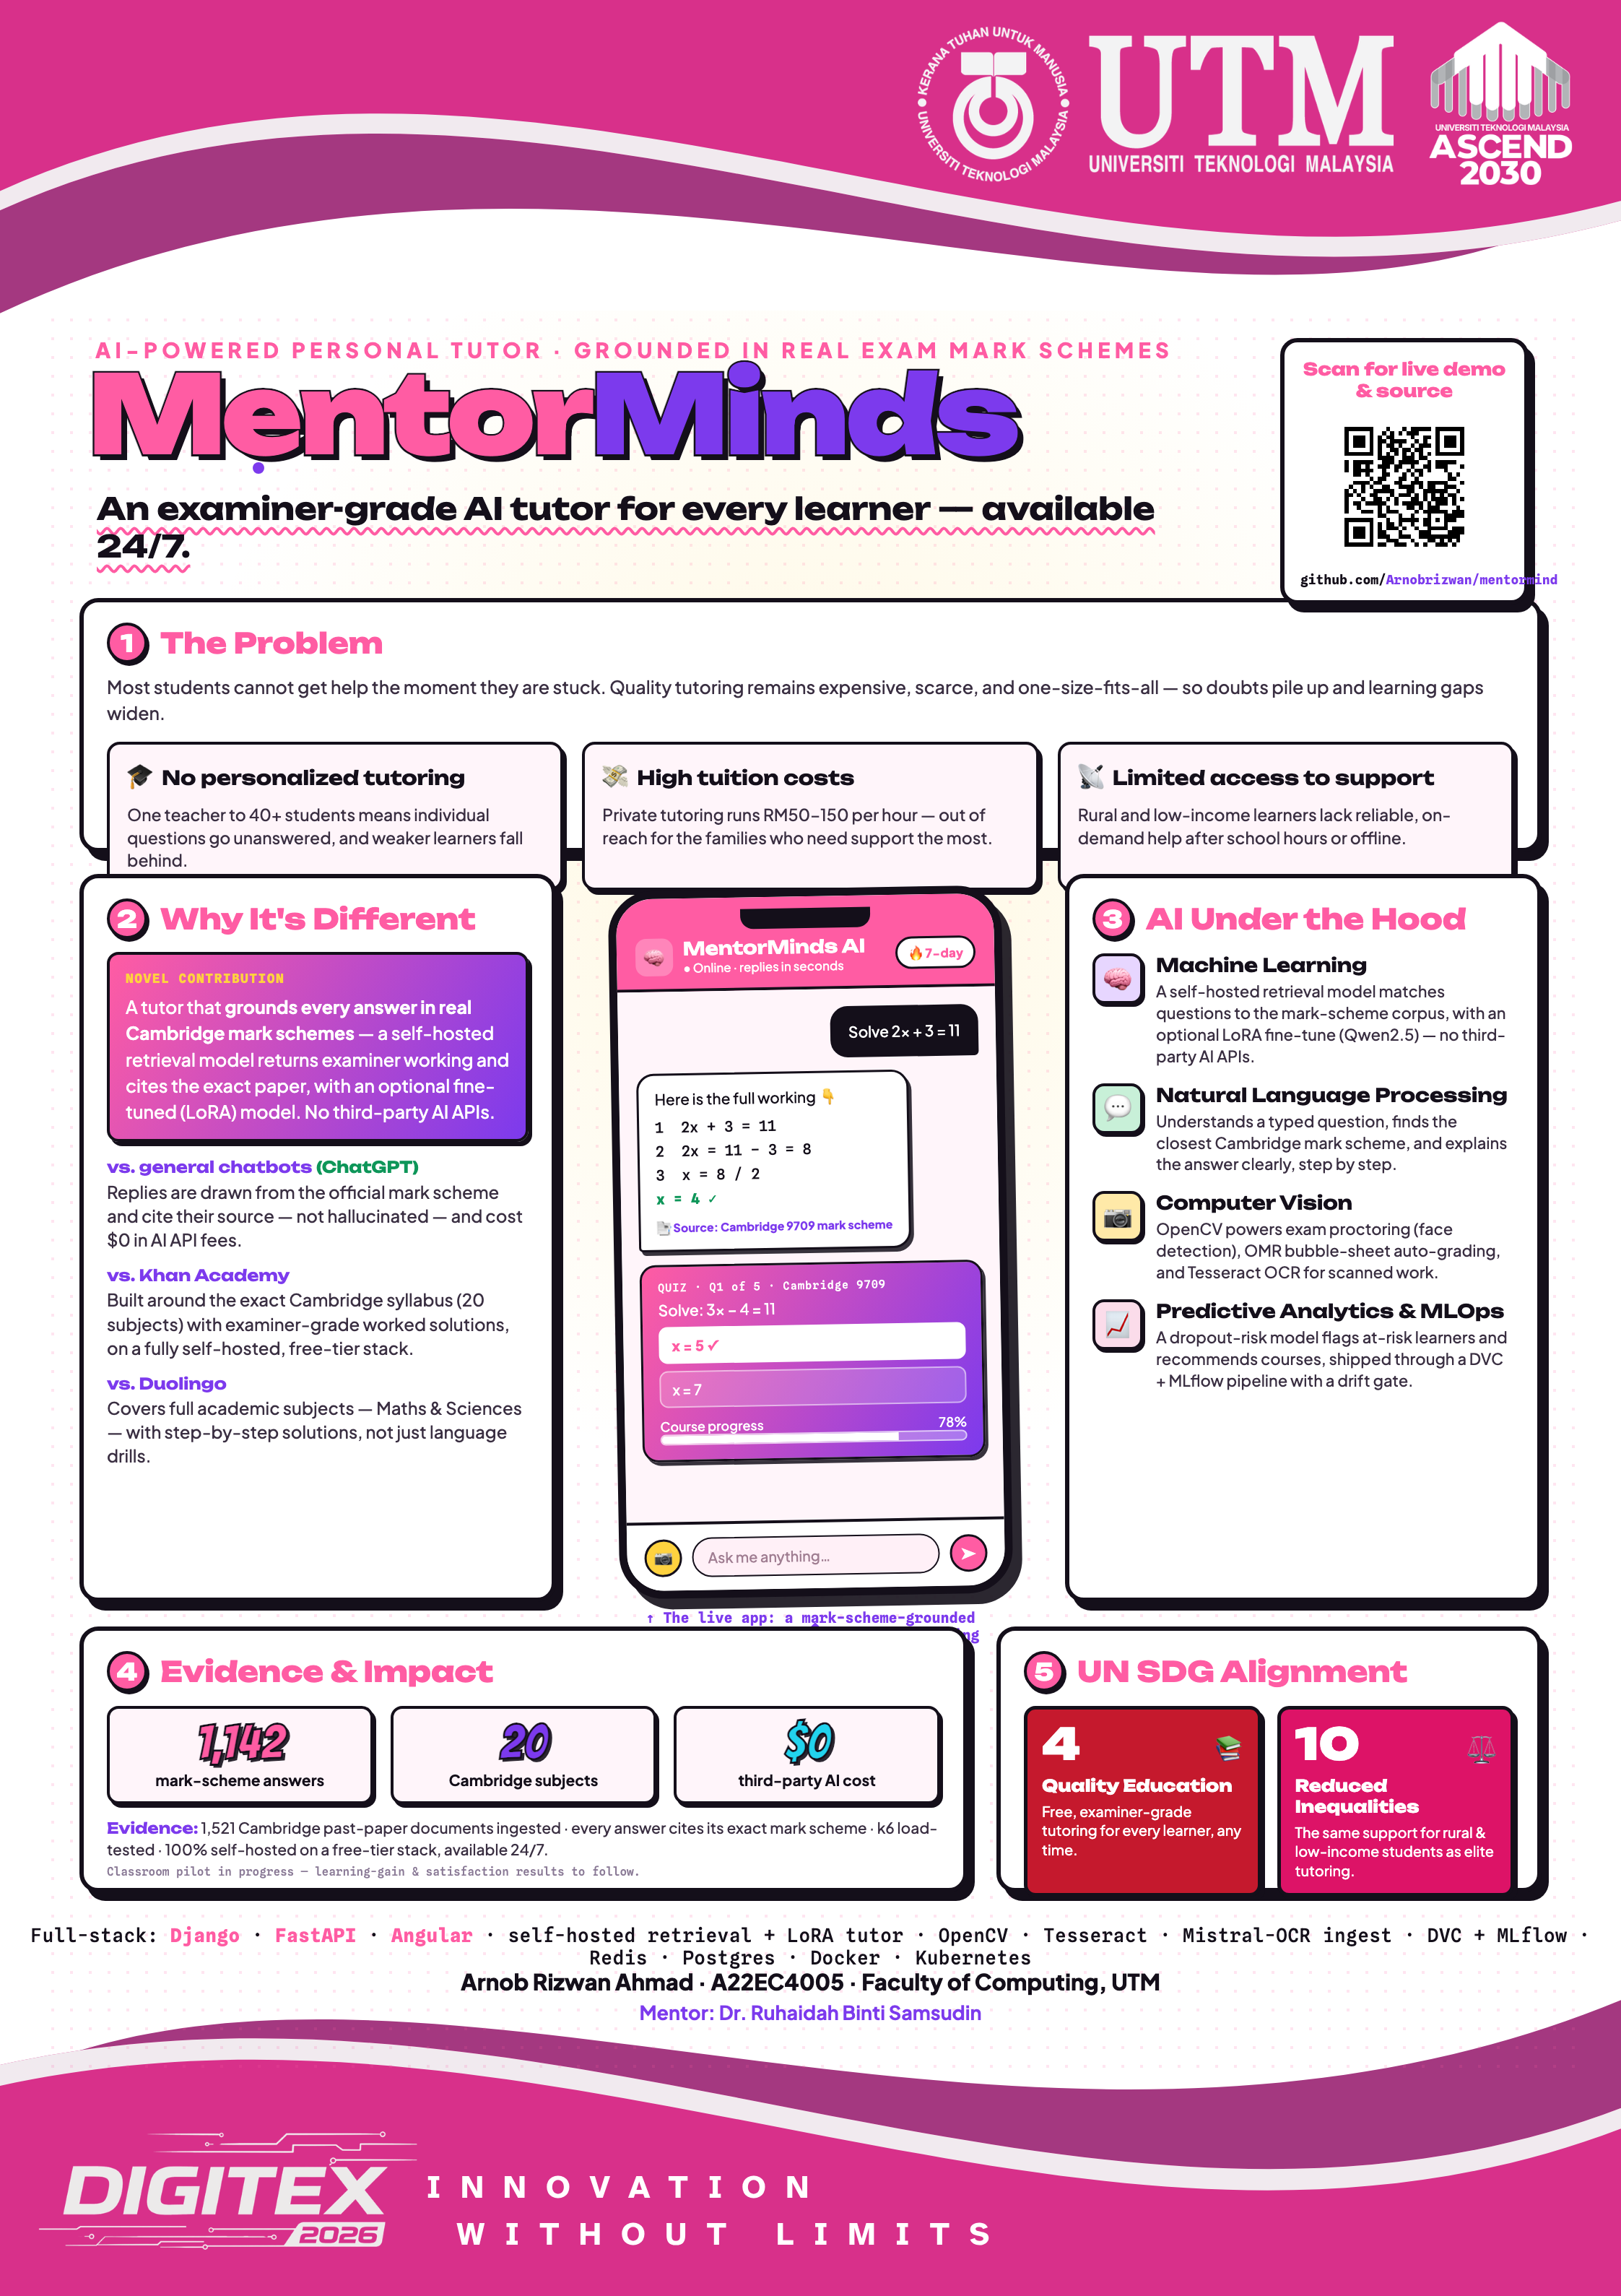 KERANA TUHAN UNTUK MANUSIA
UNIVERSITI TEKNOLOGI MALAYSIA
UTM
UNIVERSITI TEKNOLOGI MALAYSIA
UNIVERSITI TEKNOLOGI MALAYSIA
ASCEND
2030
AI-POWERED PERSONAL TUTOR · GROUNDED IN REAL EXAM MARK SCHEMES
MentorMinds
An examiner-grade AI tutor for every learner — available
24/7.
Scan for live demo
& source
github.com/Arnobrizwan/mentormind
1 The Problem
Most students cannot get help the moment they are stuck. Quality tutoring remains expensive, scarce, and one-size-fits-all — so doubts pile up and learning gaps
widen.
🎓 No personalized tutoring
One teacher to 40+ students means individual
questions go unanswered, and weaker learners fall
behind.
💸 High tuition costs
Private tutoring runs RM50–150 per hour — out of
reach for the families who need support the most.
📡 Limited access to support
Rural and low-income learners lack reliable, on-
demand help after school hours or offline.
2 Why It's Different
NOVEL CONTRIBUTION
A tutor that grounds every answer in real
Cambridge mark schemes — a self-hosted
retrieval model returns examiner working and
cites the exact paper, with an optional fine-
tuned (LoRA) model. No third-party AI APIs.
vs. general chatbots (ChatGPT)
Replies are drawn from the official mark scheme
and cite their source — not hallucinated — and cost
$0 in AI API fees.
vs. Khan Academy
Built around the exact Cambridge syllabus (20
subjects) with examiner-grade worked solutions,
on a fully self-hosted, free-tier stack.
vs. Duolingo
Covers full academic subjects — Maths & Sciences
— with step-by-step solutions, not just language
drills.
MentorMinds AI
● Online · replies in seconds
🔥 7-day
Solve 2x + 3 = 11
Here is the full working 👇
1 2x + 3 = 11
2 2x = 11 − 3 = 8
3 x = 8 / 2
x = 4 ✓
Source: Cambridge 9709 mark scheme
QUIZ · Q1 of 5 · Cambridge 9709
Solve: 3x – 4 = 11
x = 5 ✓
x = 7
Course progress 78%
Ask me anything...
↑ The live app: a mark-scheme-grounded
ng
3 AI Under the Hood
Machine Learning
A self-hosted retrieval model matches
questions to the mark-scheme corpus, with an
optional LoRA fine-tune (Qwen2.5) — no third-
party AI APIs.
Natural Language Processing
Understands a typed question, finds the
closest Cambridge mark scheme, and explains
the answer clearly, step by step.
Computer Vision
OpenCV powers exam proctoring (face
detection), OMR bubble-sheet auto-grading,
and Tesseract OCR for scanned work.
Predictive Analytics & MLOps
A dropout-risk model flags at-risk learners and
recommends courses, shipped through a DVC
+ MLflow pipeline with a drift gate.
4 Evidence & Impact
1,142
mark-scheme answers
20
Cambridge subjects
$0
third-party AI cost
Evidence: 1,521 Cambridge past-paper documents ingested · every answer cites its exact mark scheme · k6 load-
tested · 100% self-hosted on a free-tier stack, available 24/7.
Classroom pilot in progress — learning-gain & satisfaction results to follow.
5 UN SDG Alignment
4
Quality Education
Free, examiner-grade
tutoring for every learner, any
time.
10
Reduced
Inequalities
The same support for rural &
low-income students as elite
tutoring.
Full-stack: Django · FastAPI · Angular · self-hosted retrieval + LoRA tutor · OpenCV · Tesseract · Mistral-OCR ingest · DVC + MLflow ·
Redis · Postgres · Docker · Kubernetes
Arnob Rizwan Ahmad · A22EC4005 · Faculty of Computing, UTM
Mentor: Dr. Ruhaidah Binti Samsudin
DIGITEX
2026
INNOVATION
WITHOUT LIMITS